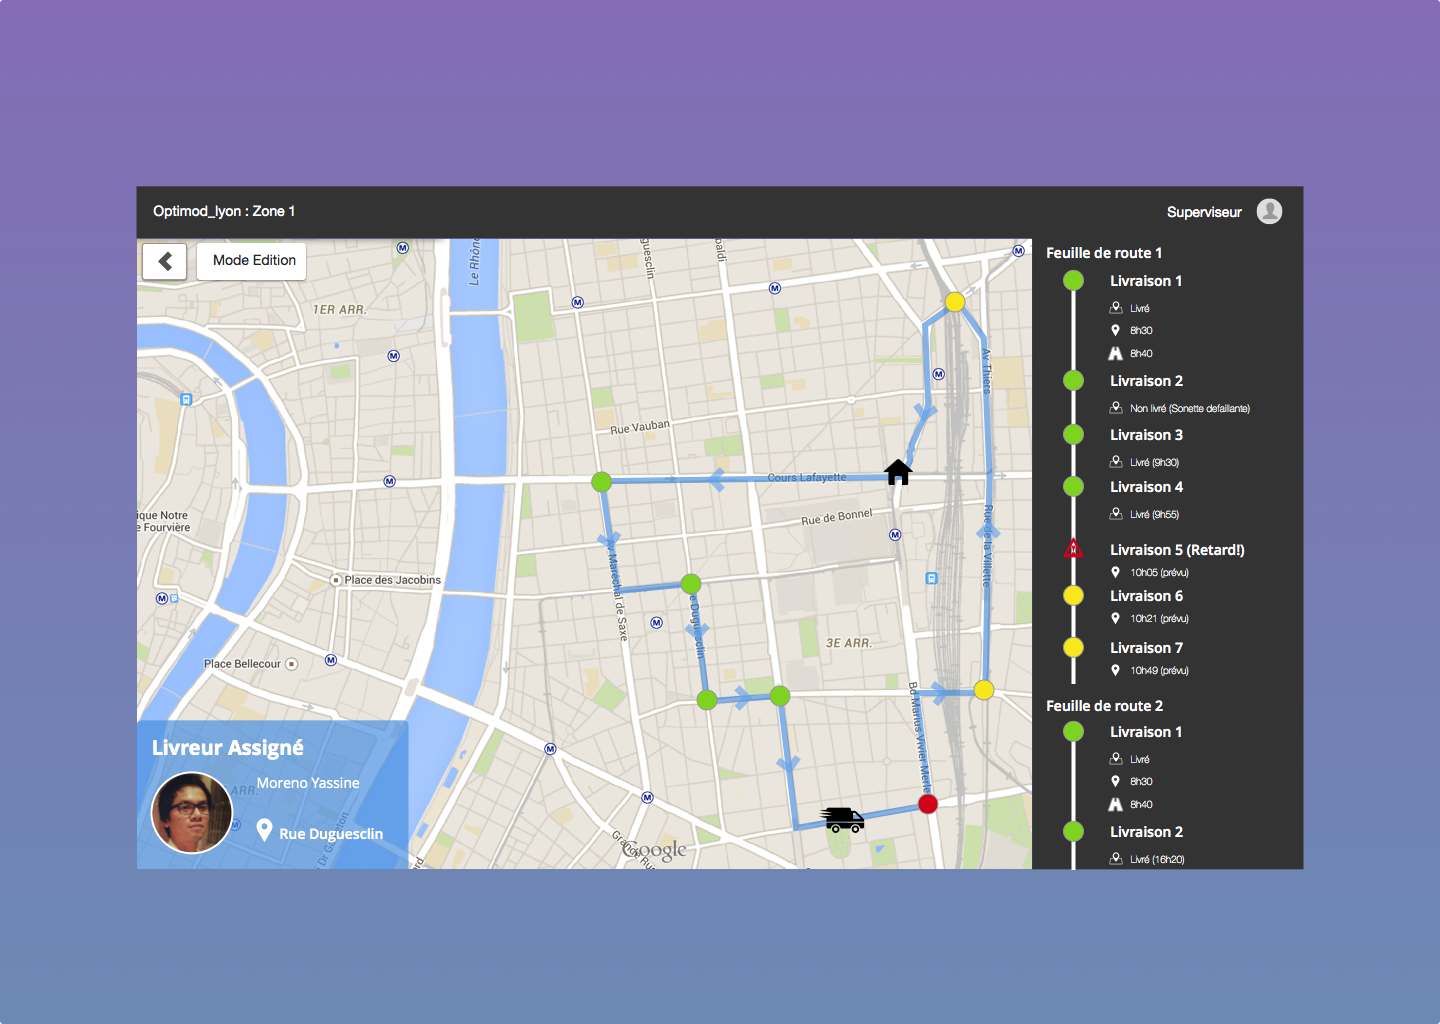 Optimod_lyon : Zone 1
Superviseur
Mode Edition
Le Rhône
guesclin
baldi
M
M
M
M
M
M
M
M
M
M
M
M
1ER ARR.
Av Thiers
Rue Vauban
Cours Lafayette
Rue de Bonnel
Rue de la Villette
ique Notre
e Fourvière
Place des Jacobins
Av. Maréchal de Saxe
e Duguesclin
3E ARR.
Place Bellecour
Bd Marius Vivier Merle
Livreur Assigné
Moreno Yassine
ARR.
Rue Duguesclin
Grande Rue
Google
Feuille de route 1
Livraison 1
Livré
8h30
8h40
Livraison 2
Non livré (Sonette defaillante)
Livraison 3
Livré (9h30)
Livraison 4
Livré (9h55)
Livraison 5 (Retard!)
10h05 (prévu)
Livraison 6
10h21 (prévu)
Livraison 7
10h49 (prévu)
Feuille de route 2
Livraison 1
Livré
8h30
8h40
Livraison 2
Livré (16h20)